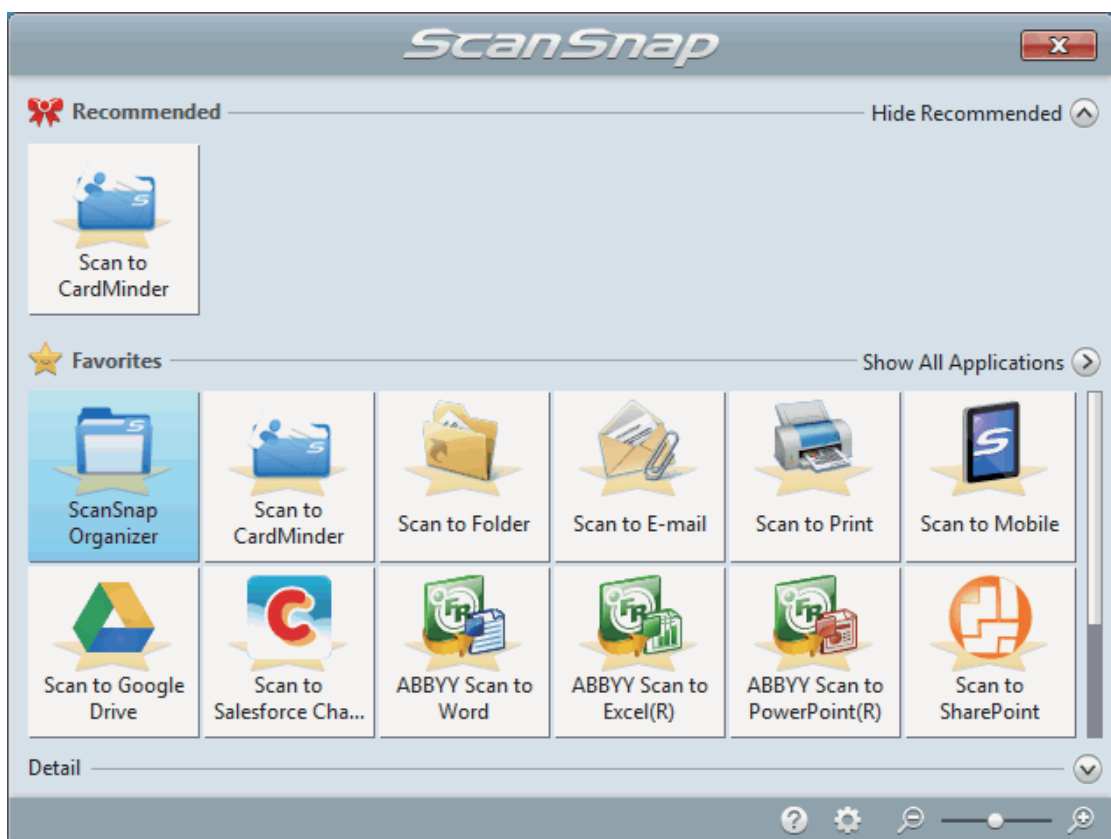 ScanSnap
Recommended
Hide Recommended
Scan to
CardMinder
Favorites
Show All Applications
ScanSnap
Organizer
Scan to
CardMinder
Scan to Folder
Scan to E-mail
Scan to Print
Scan to Mobile
Scan to Google
Drive
Scan to
Salesforce Cha...
ABBYY Scan to
Word
ABBYY Scan to
Excel(R)
ABBYY Scan to
PowerPoint(R)
Scan to
SharePoint
Detail